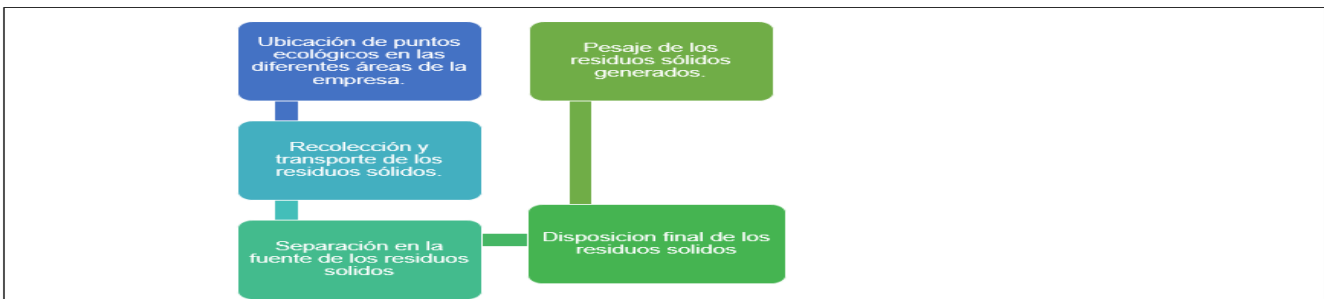 Ubicación de puntos
ecológicos en las
diferentes áreas de la
empresa.
Recolección y
transporte de los
residuos sólidos.
Separación en la
fuente de los residuos
solidos
Disposicion final de los
residuos solidos
Pesaje de los
residuos sólidos
generados.